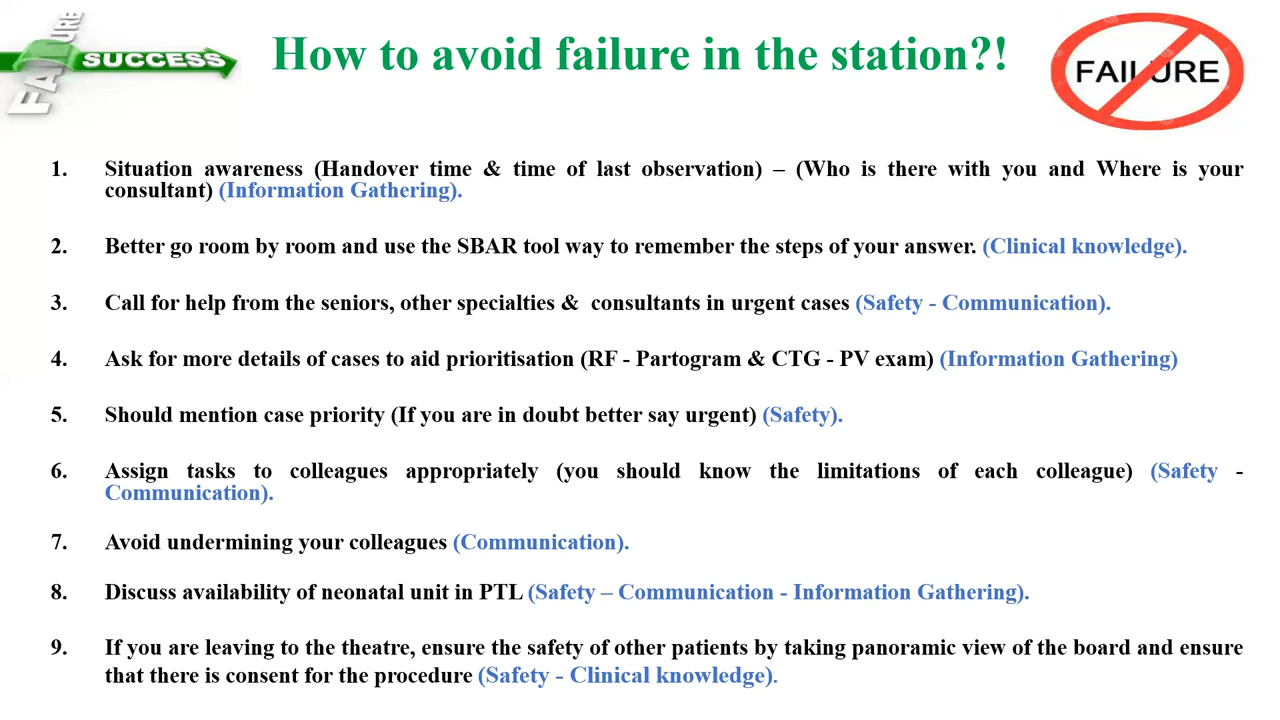 FAILURE
SUCCESS
How to avoid failure in the station?!
FAILURE
1. Situation awareness (Handover time & time of last observation) – (Who is there with you and Where is your
consultant) (Information Gathering).
2. Better go room by room and use the SBAR tool way to remember the steps of your answer. (Clinical knowledge).
3. Call for help from the seniors, other specialties & consultants in urgent cases (Safety - Communication).
4. Ask for more details of cases to aid prioritisation (RF - Partogram & CTG - PV exam) (Information Gathering)
5. Should mention case priority (If you are in doubt better say urgent) (Safety).
6. Assign tasks to colleagues appropriately (you should know the limitations of each colleague) (Safety -
Communication).
7. Avoid undermining your colleagues (Communication).
8. Discuss availability of neonatal unit in PTL (Safety – Communication - Information Gathering).
9. If you are leaving to the theatre, ensure the safety of other patients by taking panoramic view of the board and ensure
that there is consent for the procedure (Safety - Clinical knowledge).